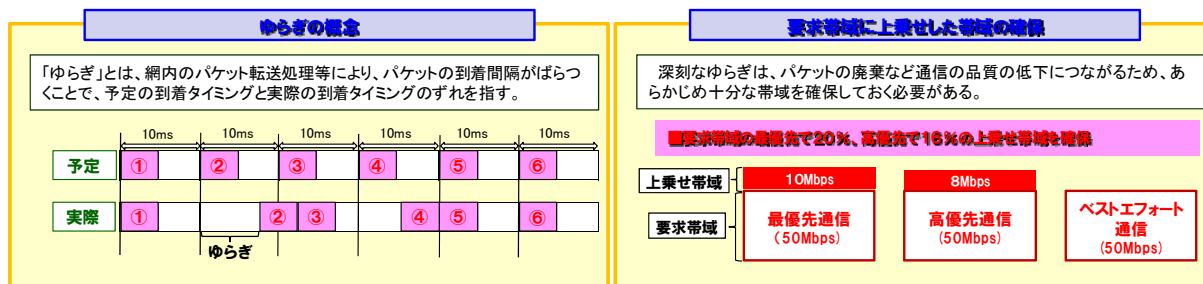 ゆらぎの概念
「ゆらぎ」とは、網内のパケット転送処理等により、パケットの到着間隔がばらつ
くことで、予定の到着タイミングと実際の到着タイミングのずれを指す。
10ms 10ms 10ms 10ms 10ms 10ms
予定 ① ② ③ ④ ⑤ ⑥
実際 ① ② ③ ④ ⑤ ⑥
ゆらぎ
要求帯域に上乗せした帯域の確保
深刻なゆらぎは、パケットの廃棄など通信の品質の低下につながるため、あ
らかじめ十分な帯域を確保しておく必要がある。
■要求帯域の最優先で20%、高優先で16%の上乗せ帯域を確保
上乗せ帯域 10Mbps 8Mbps
要求帯域
最優先通信
(50Mbps)
高優先通信
(50Mbps)
ベストエフォート
通信
(50Mbps)